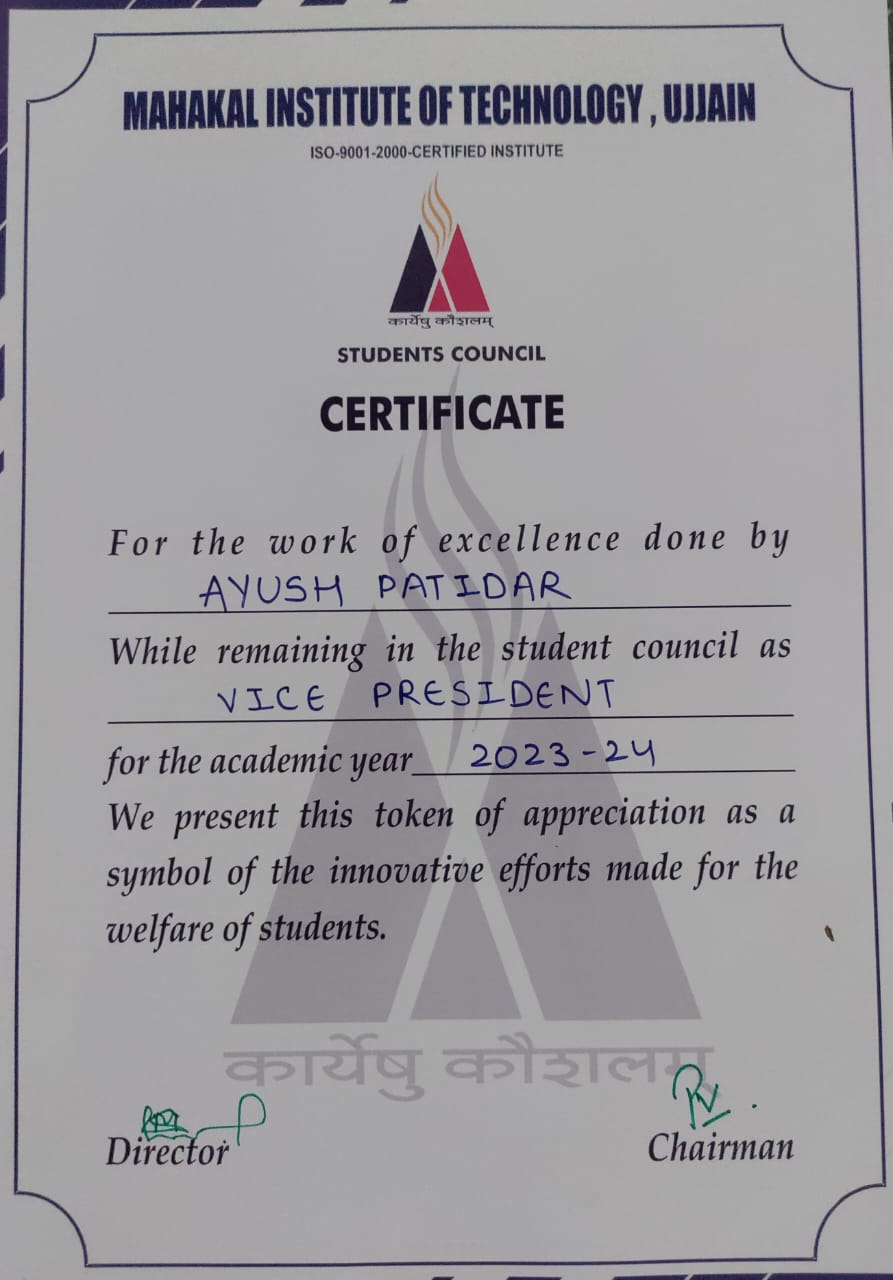 MAHAKAL INSTITUTE OF TECHNOLOGY , UJJAIN
ISO-9001-2000-CERTIFIED INSTITUTE
कार्येषु कौशलम्
STUDENTS COUNCIL
CERTIFICATE
For the work of excellence done by
AYUSH PATIDAR
While remaining in the student council as
VICE PRESIDENT
for the academic year 2023-24
We present this token of appreciation as a
symbol of the innovative efforts made for the
welfare of students.
कार्येषु कौशलम्
Director
Chairman